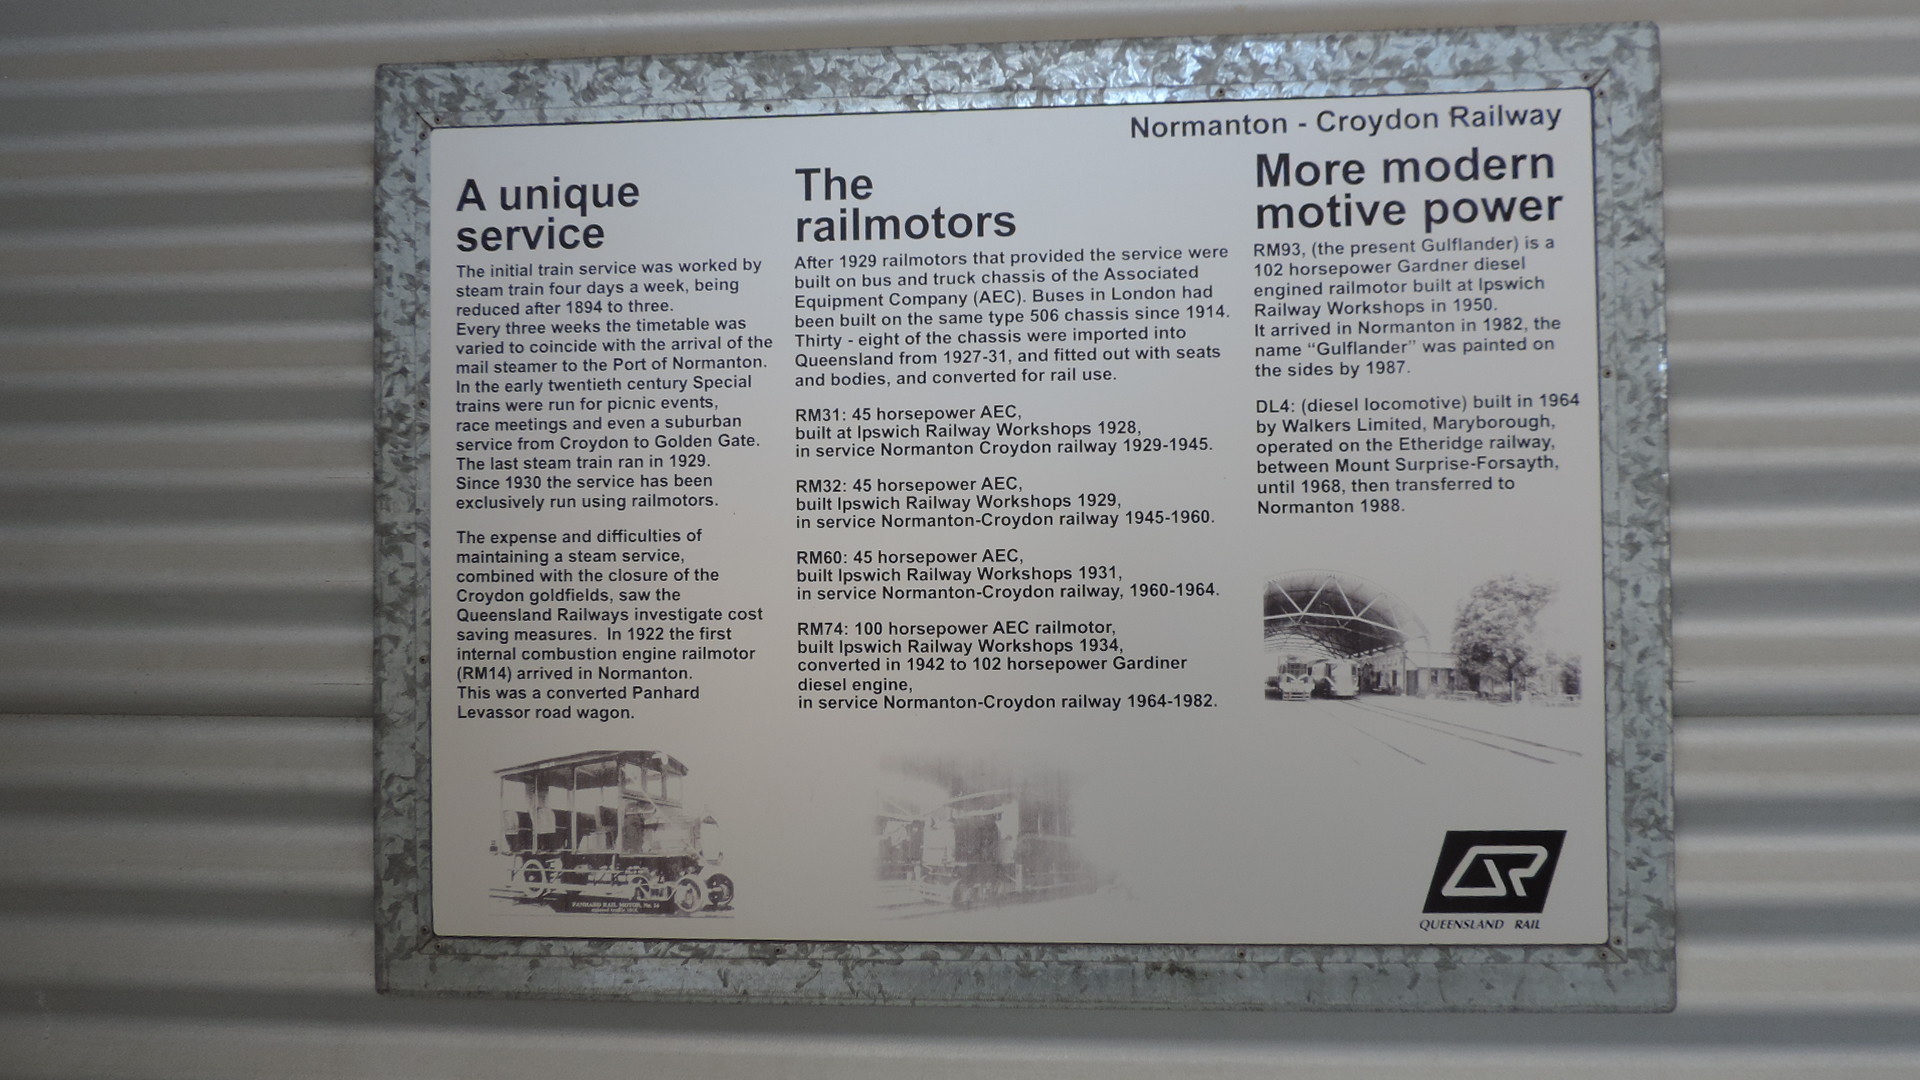 Normanton - Croydon Railway
A unique
service
The initial train service was worked by
steam train four days a week, being
reduced after 1894 to three.
Every three weeks the timetable was
varied to coincide with the arrival of the
mail steamer to the Port of Normanton.
In the early twentieth century Special
trains were run for picnic events,
race meetings and even a suburban
service from Croydon to Golden Gate.
The last steam train ran in 1929.
Since 1930 the service has been
exclusively run using railmotors.
The expense and difficulties of
maintaining a steam service,
combined with the closure of the
Croydon goldfields, saw the
Queensland Railways investigate cost
saving measures. In 1922 the first
internal combustion engine railmotor
(RM14) arrived in Normanton.
This was a converted Panhard
Levassor road wagon.
PANHARD RAIL MOTOR, No. 14
The
railmotors
After 1929 railmotors that provided the service were
built on bus and truck chassis of the Associated
Equipment Company (AEC). Buses in London had
been built on the same type 506 chassis since 1914.
Thirty - eight of the chassis were imported into
Queensland from 1927-31, and fitted out with seats
and bodies, and converted for rail use.
RM31: 45 horsepower AEC,
built at Ipswich Railway Workshops 1928,
in service Normanton Croydon railway 1929-1945.
RM32: 45 horsepower AEC,
built Ipswich Railway Workshops 1929,
in service Normanton-Croydon railway 1945-1960.
RM60: 45 horsepower AEC,
built Ipswich Railway Workshops 1931,
in service Normanton-Croydon railway, 1960-1964.
RM74: 100 horsepower AEC railmotor,
built Ipswich Railway Workshops 1934,
converted in 1942 to 102 horsepower Gardiner
diesel engine,
in service Normanton-Croydon railway 1964-1982.
More modern
motive power
RM93, (the present Gulflander) is a
102 horsepower Gardner diesel
engined railmotor built at Ipswich
Railway Workshops in 1950.
It arrived in Normanton in 1982, the
name “Gulflander” was painted on
the sides by 1987.
DL4: (diesel locomotive) built in 1964
by Walkers Limited, Maryborough,
operated on the Etheridge railway,
between Mount Surprise-Forsayth,
until 1968, then transferred to
Normanton 1988.
QR
QUEENSLAND RAIL